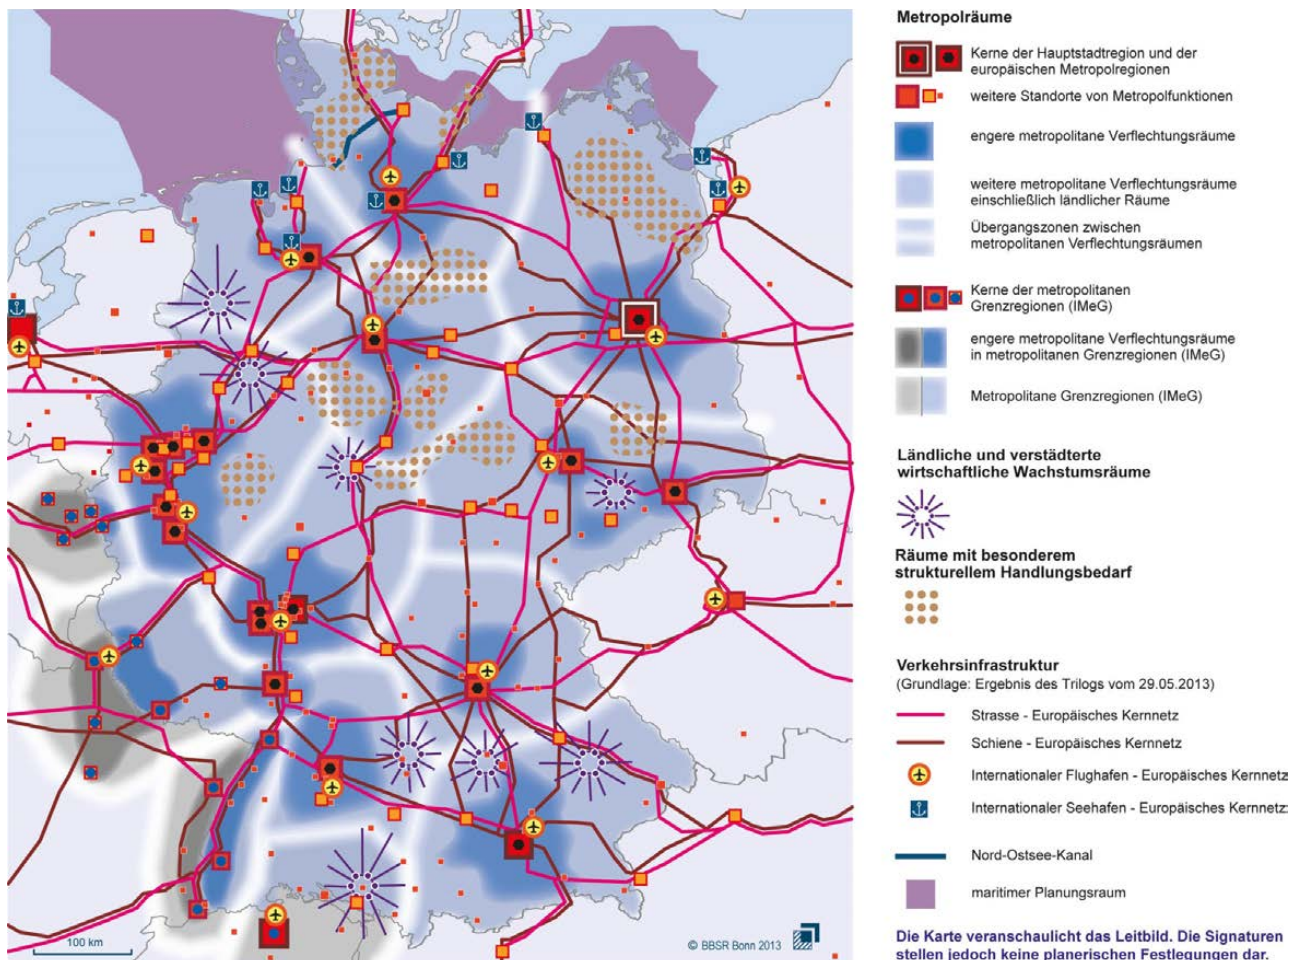 Metropolräume
Kerne der Hauptstadtregion und der
europäischen Metropolregionen
weitere Standorte von Metropolfunktionen
engere metropolitane Verflechtungsräume
weitere metropolitane Verflechtungsräume
einschließlich ländlicher Räume
Übergangszonen zwischen
metropolitanen Verflechtungsräumen
Kerne der metropolitanen
Grenzregionen (IMeG)
engere metropolitane Verflechtungsräume
in metropolitanen Grenzregionen (IMeG)
Metropolitane Grenzregionen (IMeG)
Ländliche und verstädterte
wirtschaftliche Wachstumsräume
Räume mit besonderem
strukturellem Handlungsbedarf
Verkehrsinfrastruktur
(Grundlage: Ergebnis des Trilogs vom 29.05.2013)
Strasse - Europäisches Kernnetz
Schiene - Europäisches Kernnetz
Internationaler Flughafen - Europäisches Kernnetz
Internationaler Seehafen - Europäisches Kernnetz
Nord-Ostsee-Kanal
maritimer Planungsraum
Die Karte veranschaulicht das Leitbild. Die Signaturen
stellen jedoch keine planerischen Festlegungen dar.
100 km
© BBSR Bonn 2013